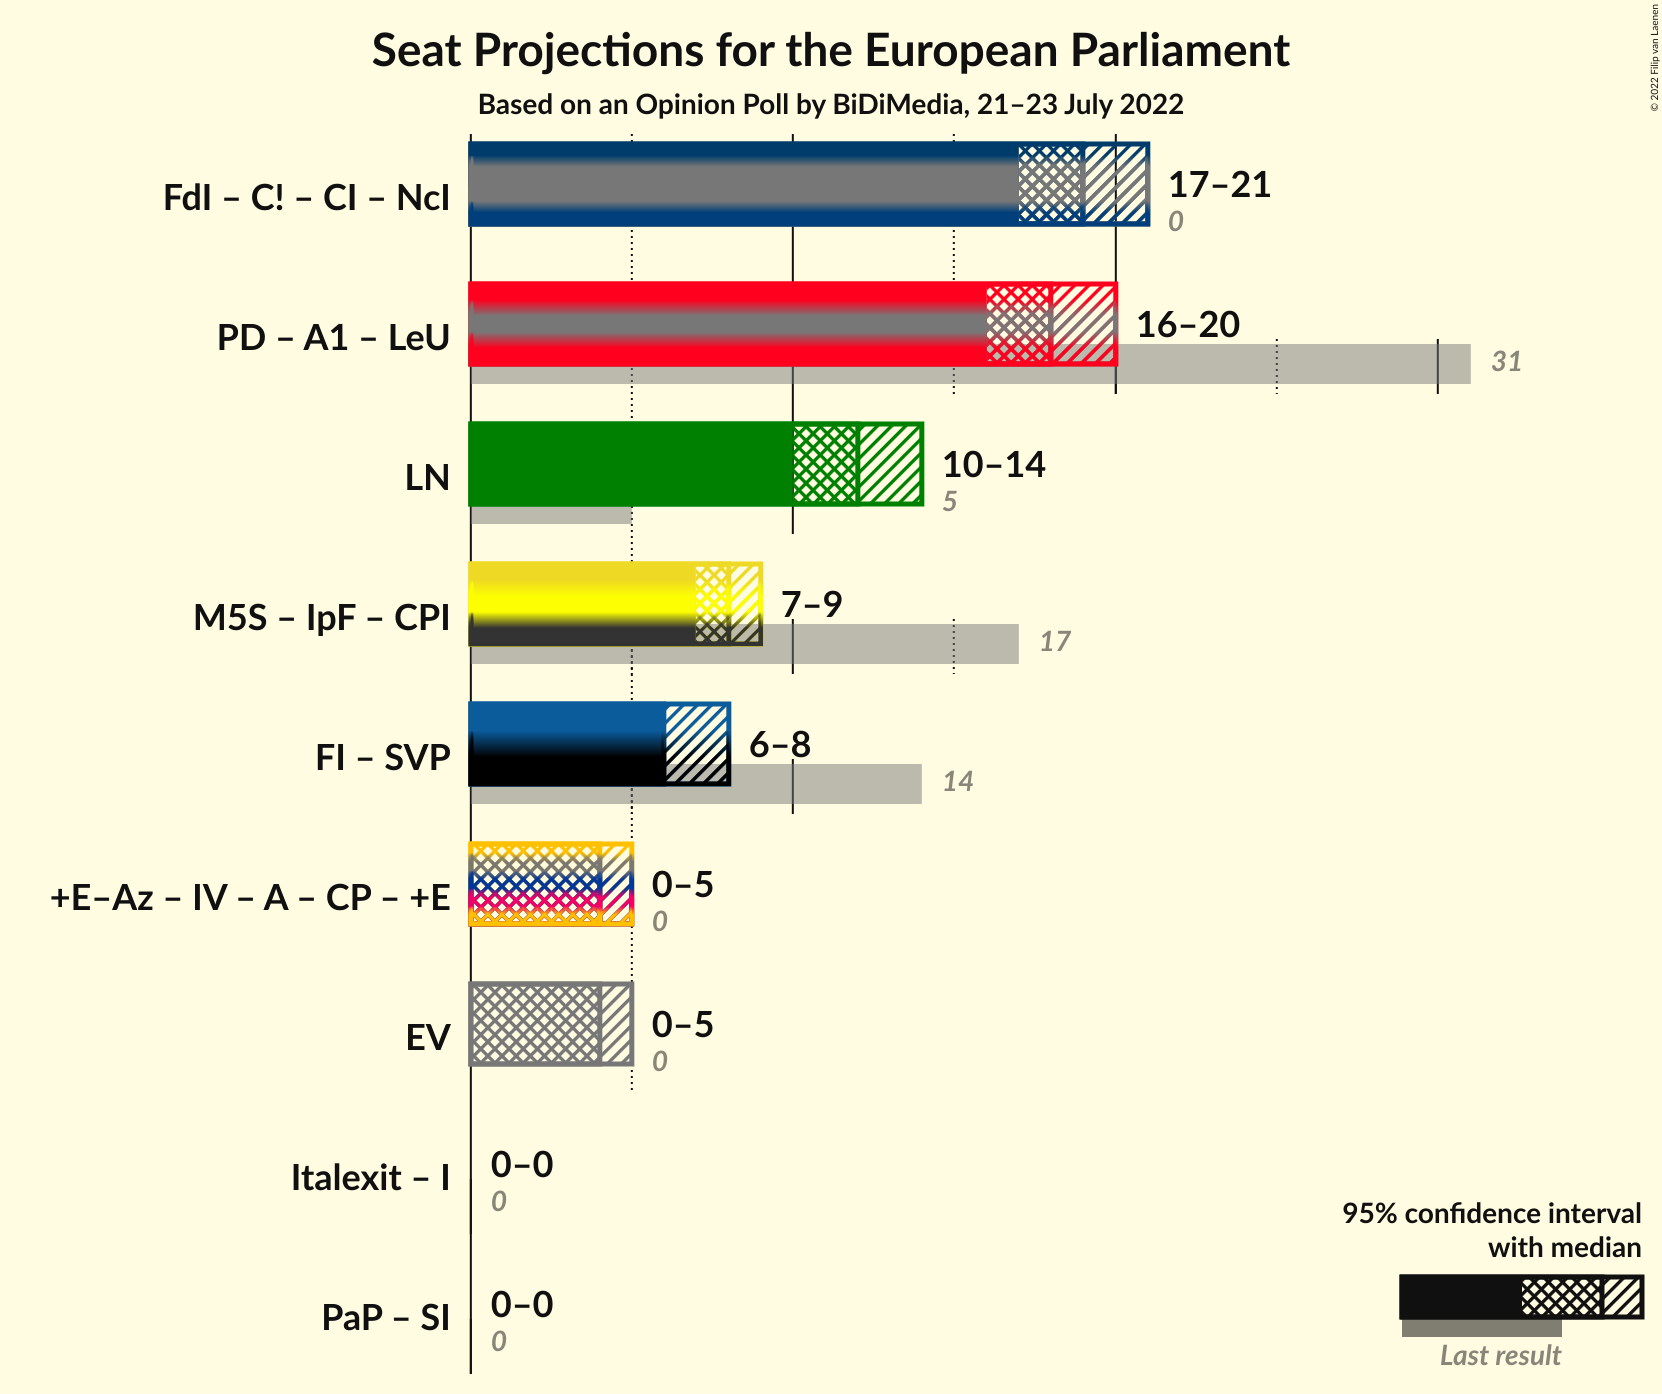 Seat Projections for the European Parliament
Based on an Opinion Poll by BiDiMedia, 21–23 July 2022
© 2022 Filip van Laenen
FdI – C! – CI – NcI
17–21
0
PD – A1 – LeU
16–20
31
LN
10–14
5
M5S – IpF – CPI
7–9
17
FI – SVP
6–8
14
+E–Az – IV – A – CP – +E
0–5
0
EV
0–5
0
Italexit – I
0–0
0
PaP – SI
0–0
0
95% confidence interval
with median
Last result